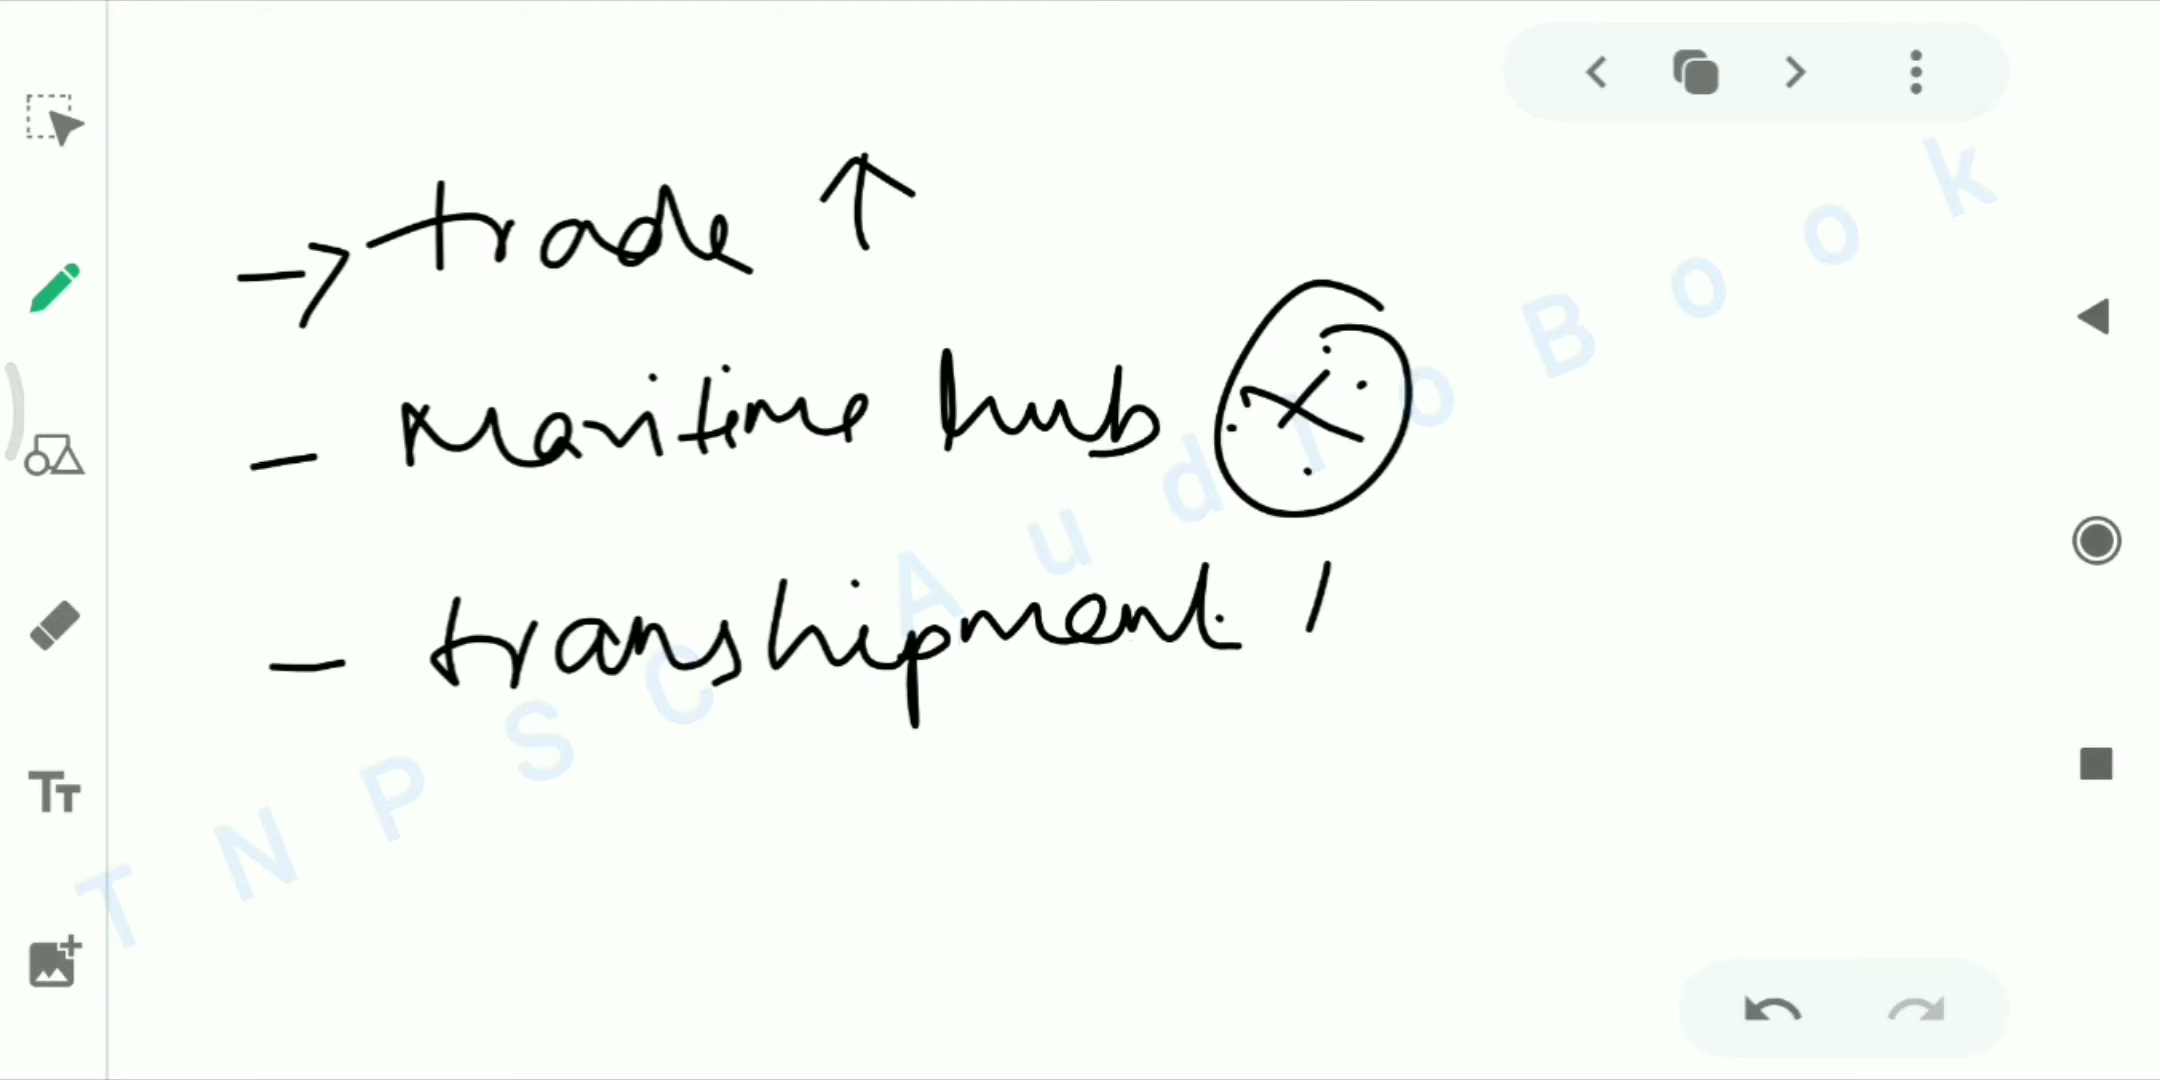 → trade ↑
- Maritime hub
- transhipment
TNPSC Audio Book